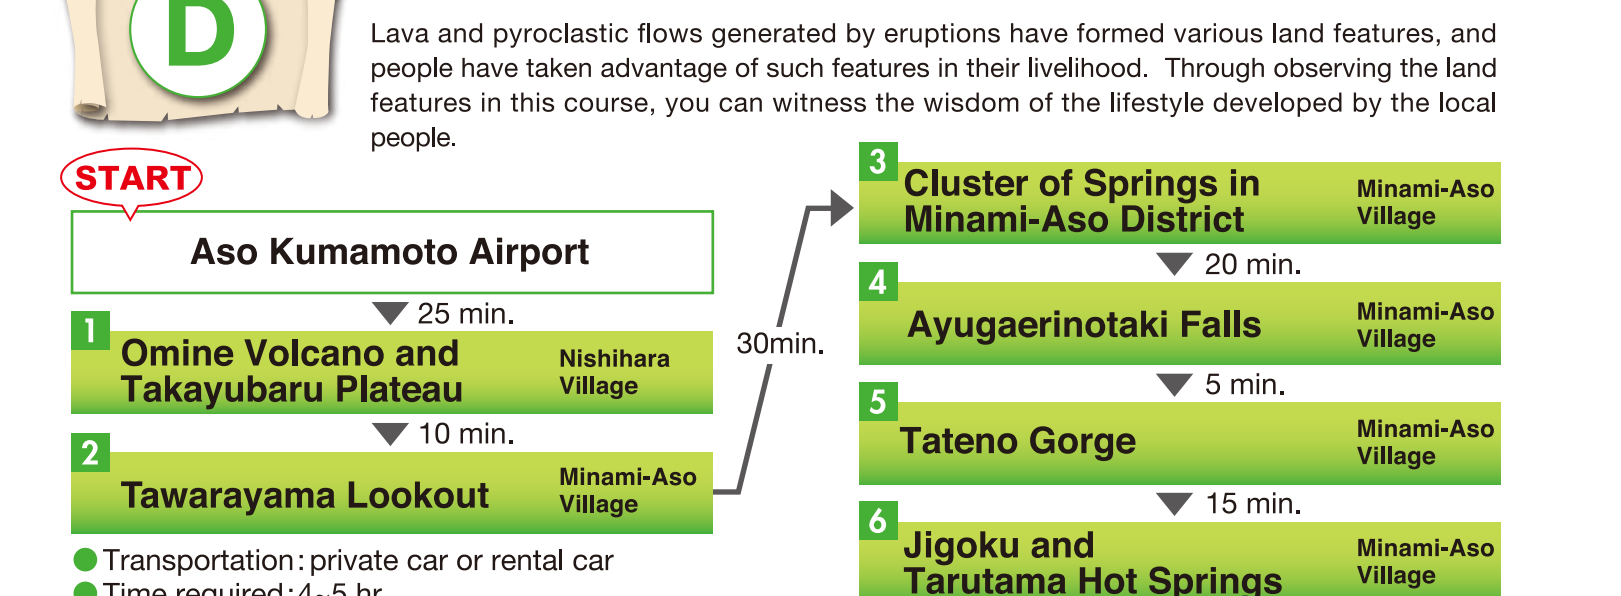 D
Lava and pyroclastic flows generated by eruptions have formed various land features, and
people have taken advantage of such features in their livelihood.  Through observing the land
features in this course, you can witness the wisdom of the lifestyle developed by the local
people.
START
Aso Kumamoto Airport
25 min.
1
Omine Volcano and
Takayubaru Plateau
Nishihara
Village
10 min.
2
Tawarayama Lookout
Minami-Aso
Village
30min.
3
Cluster of Springs in
Minami-Aso District
Minami-Aso
Village
20 min.
4
Ayugaerinotaki Falls
Minami-Aso
Village
5 min.
5
Tateno Gorge
Minami-Aso
Village
15 min.
6
Jigoku and
Tarutama Hot Springs
Minami-Aso
Village
Transportation: private car or rental car
Time required: 4~5 hr